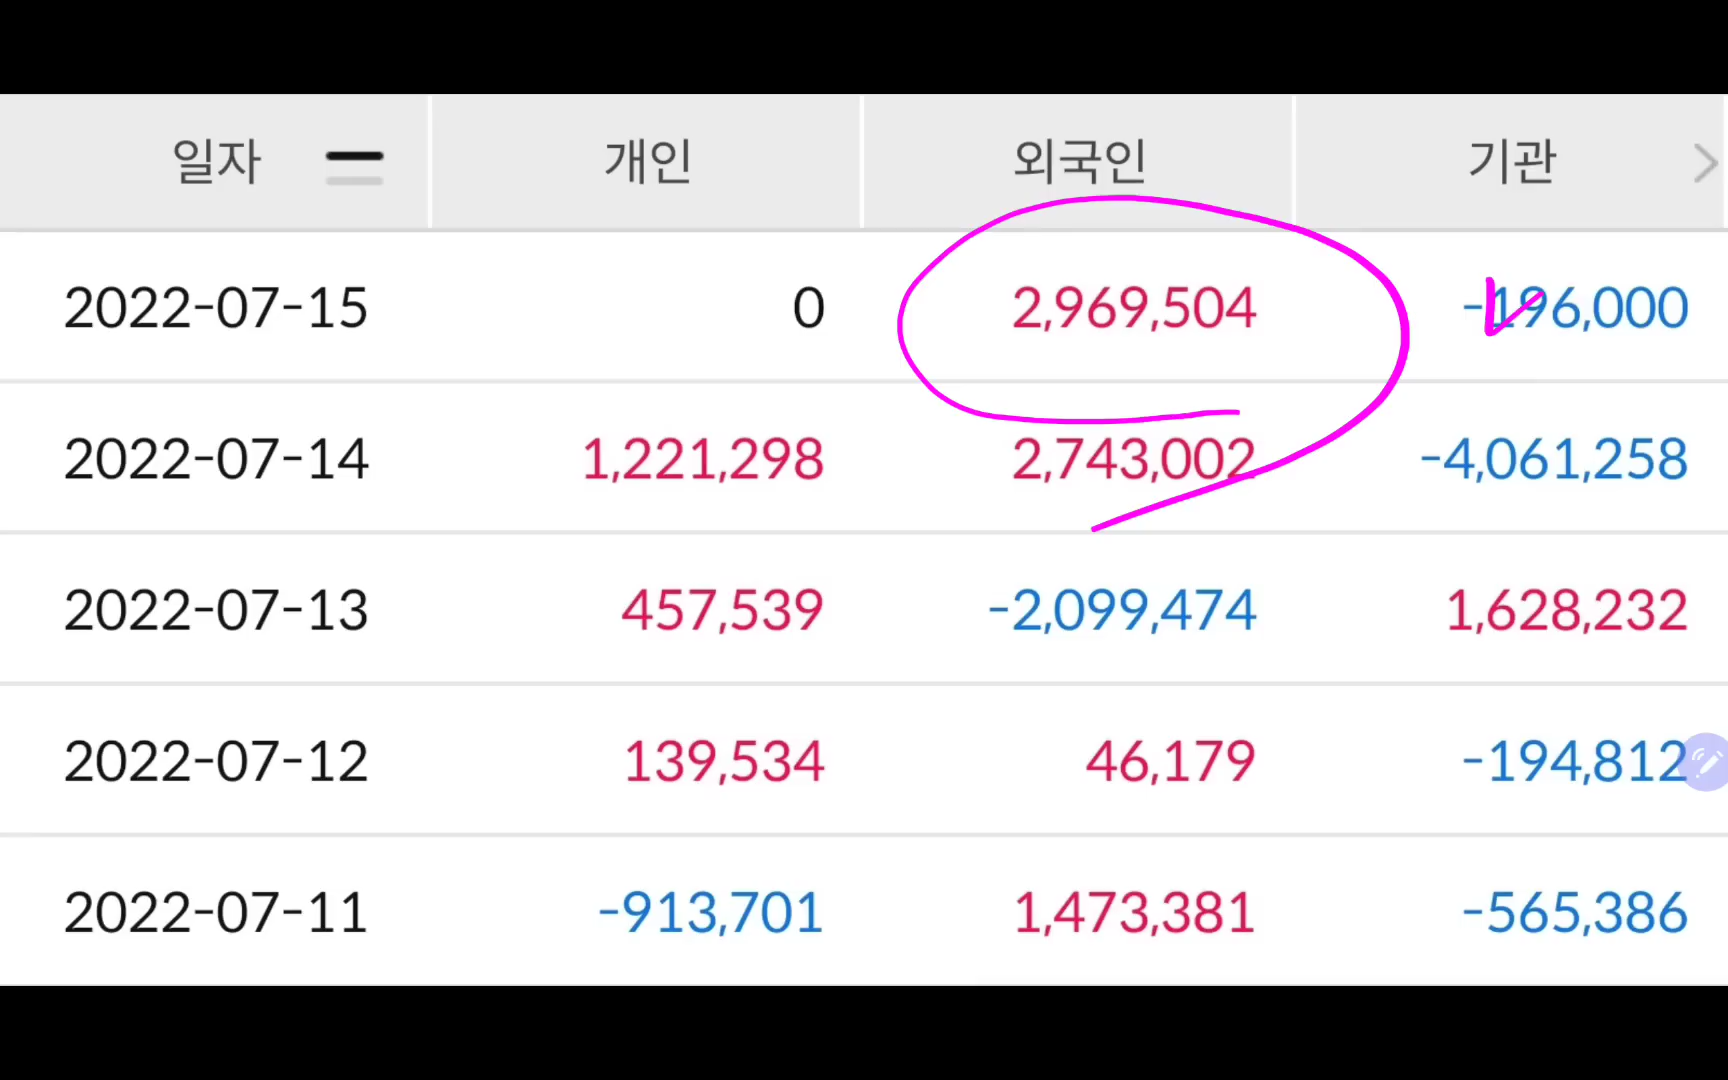 일자 개인 외국인 기관
2022-07-15 0 2,969,504 -196,000
2022-07-14 1,221,298 2,743,002 -4,061,258
2022-07-13 457,539 -2,099,474 1,628,232
2022-07-12 139,534 46,179 -194,812
2022-07-11 -913,701 1,473,381 -565,386